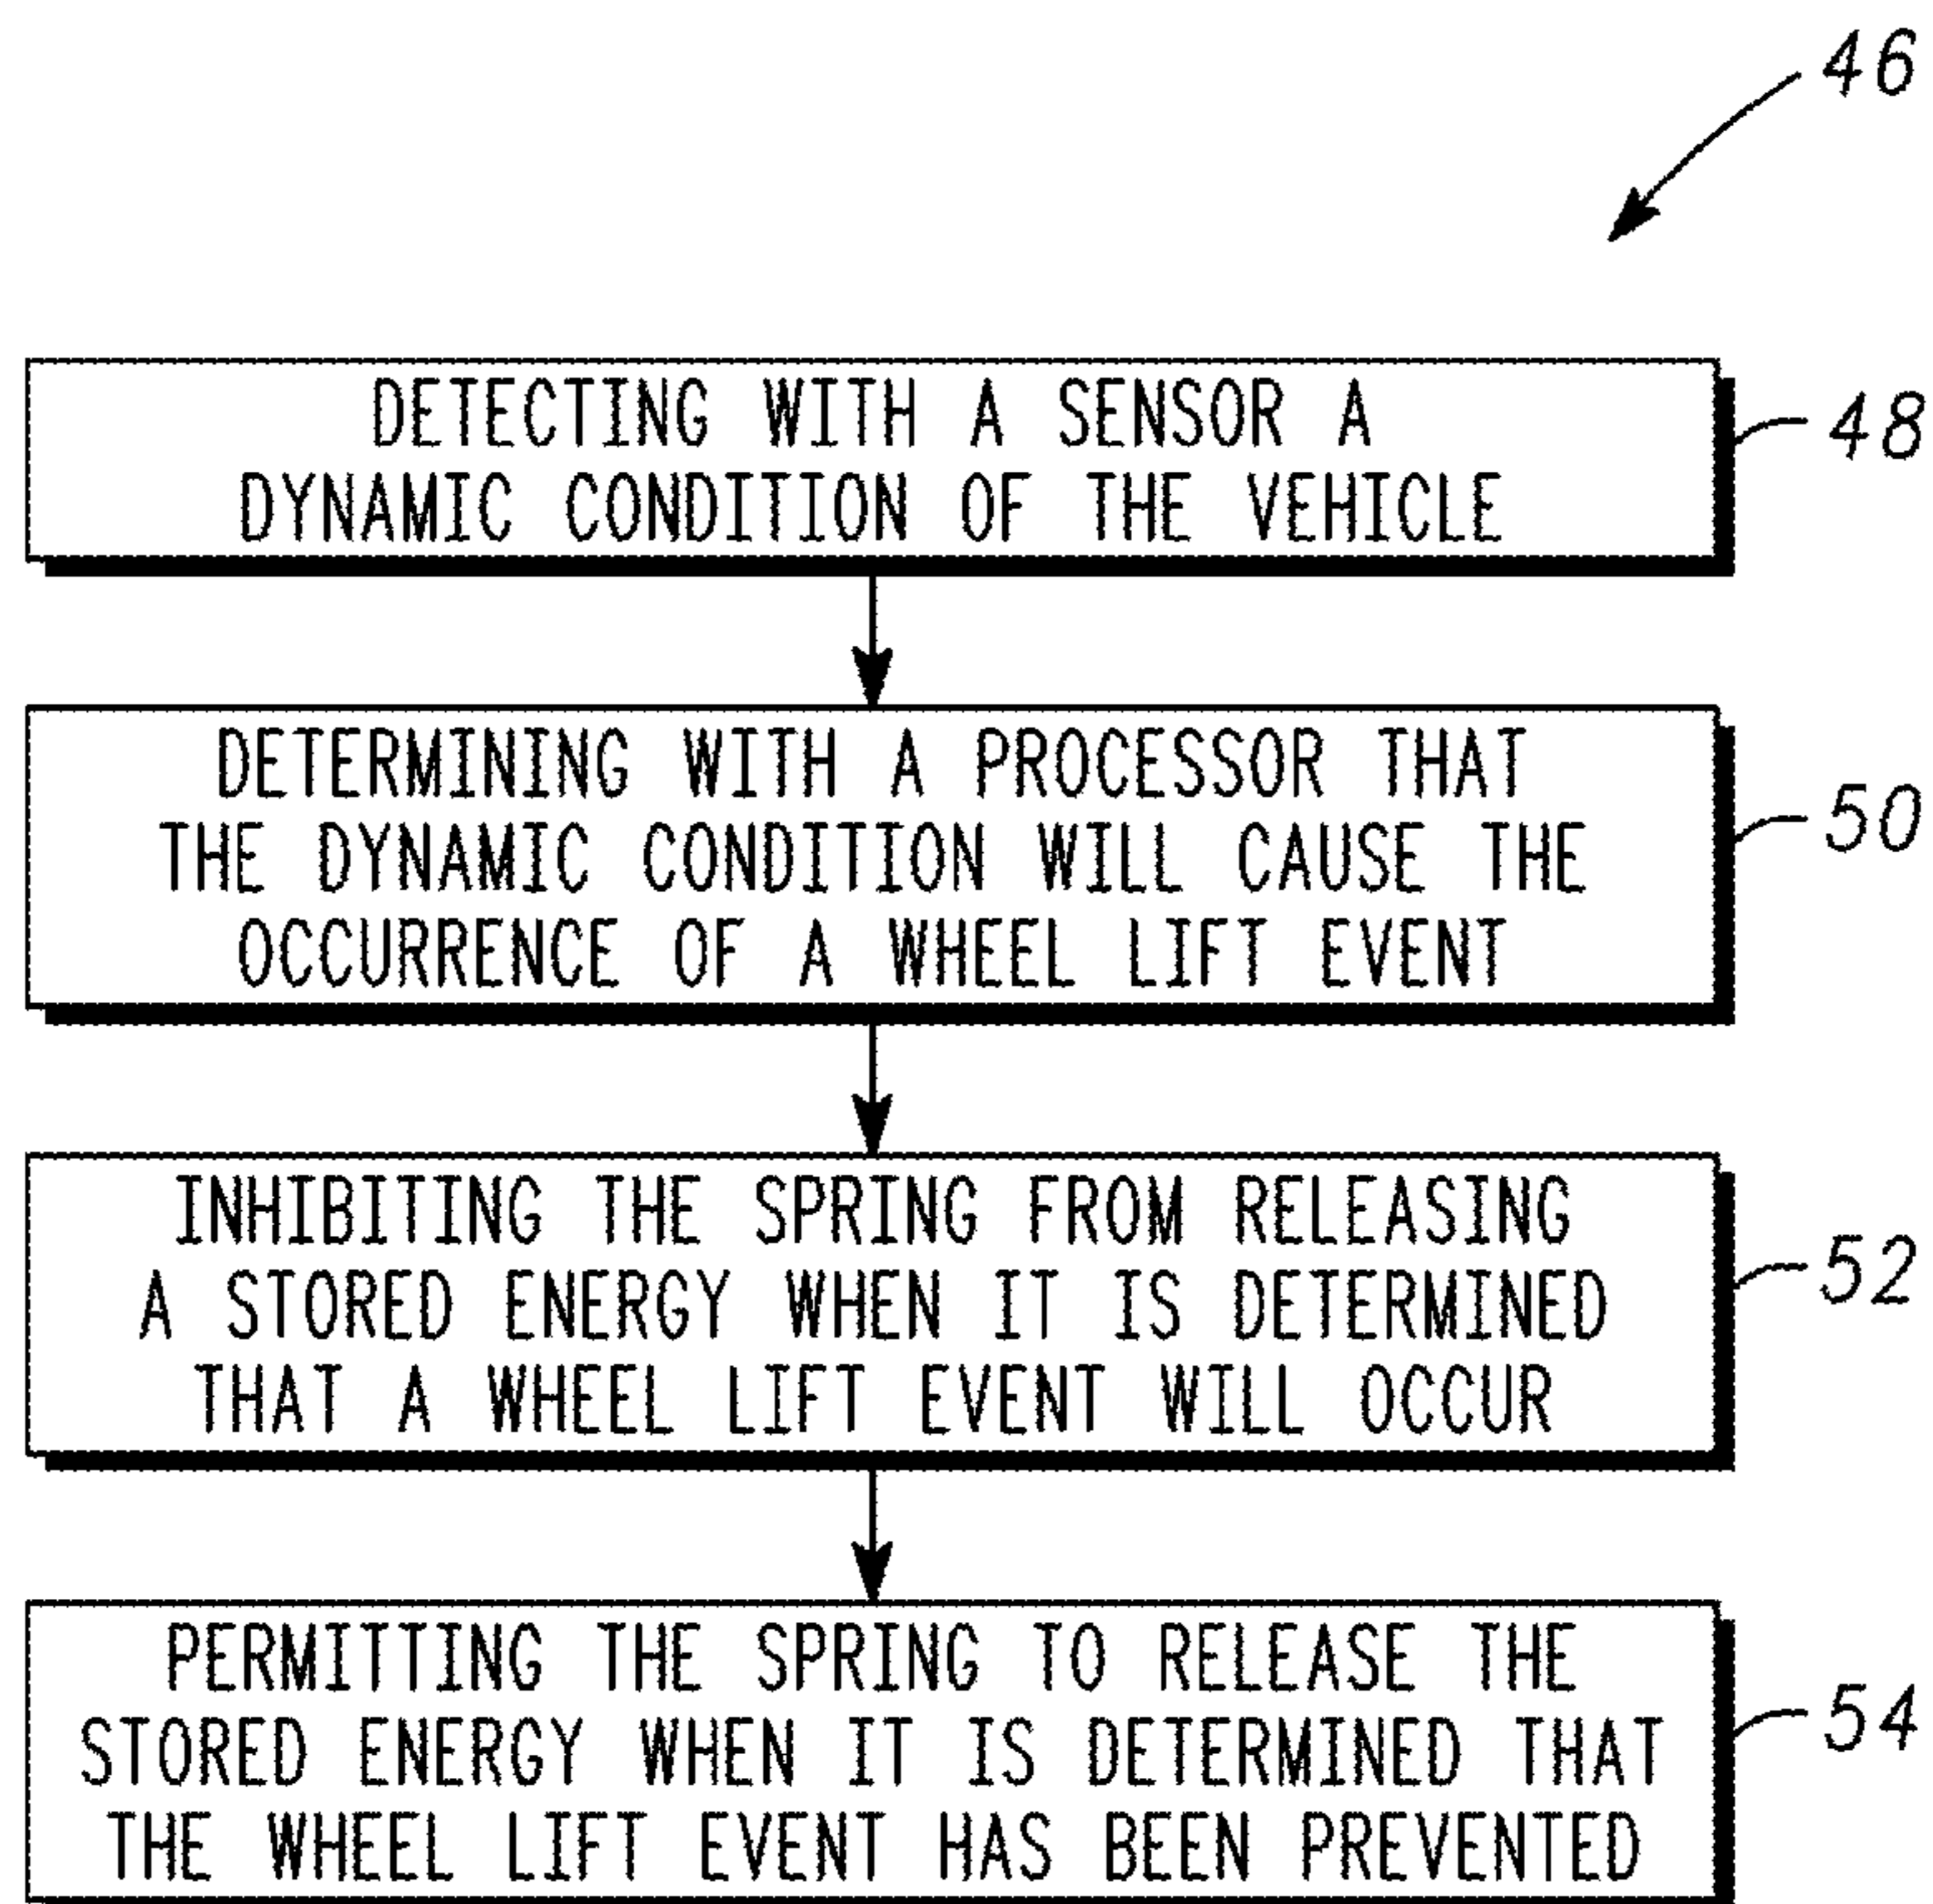 46
DETECTING WITH A SENSOR A
DYNAMIC CONDITION OF THE VEHICLE
48
DETERMINING WITH A PROCESSOR THAT
THE DYNAMIC CONDITION WILL CAUSE THE
OCCURRENCE OF A WHEEL LIFT EVENT
50
INHIBITING THE SPRING FROM RELEASING
A STORED ENERGY WHEN IT IS DETERMINED
THAT A WHEEL LIFT EVENT WILL OCCUR
52
PERMITTING THE SPRING TO RELEASE THE
STORED ENERGY WHEN IT IS DETERMINED THAT
THE WHEEL LIFT EVENT HAS BEEN PREVENTED
54